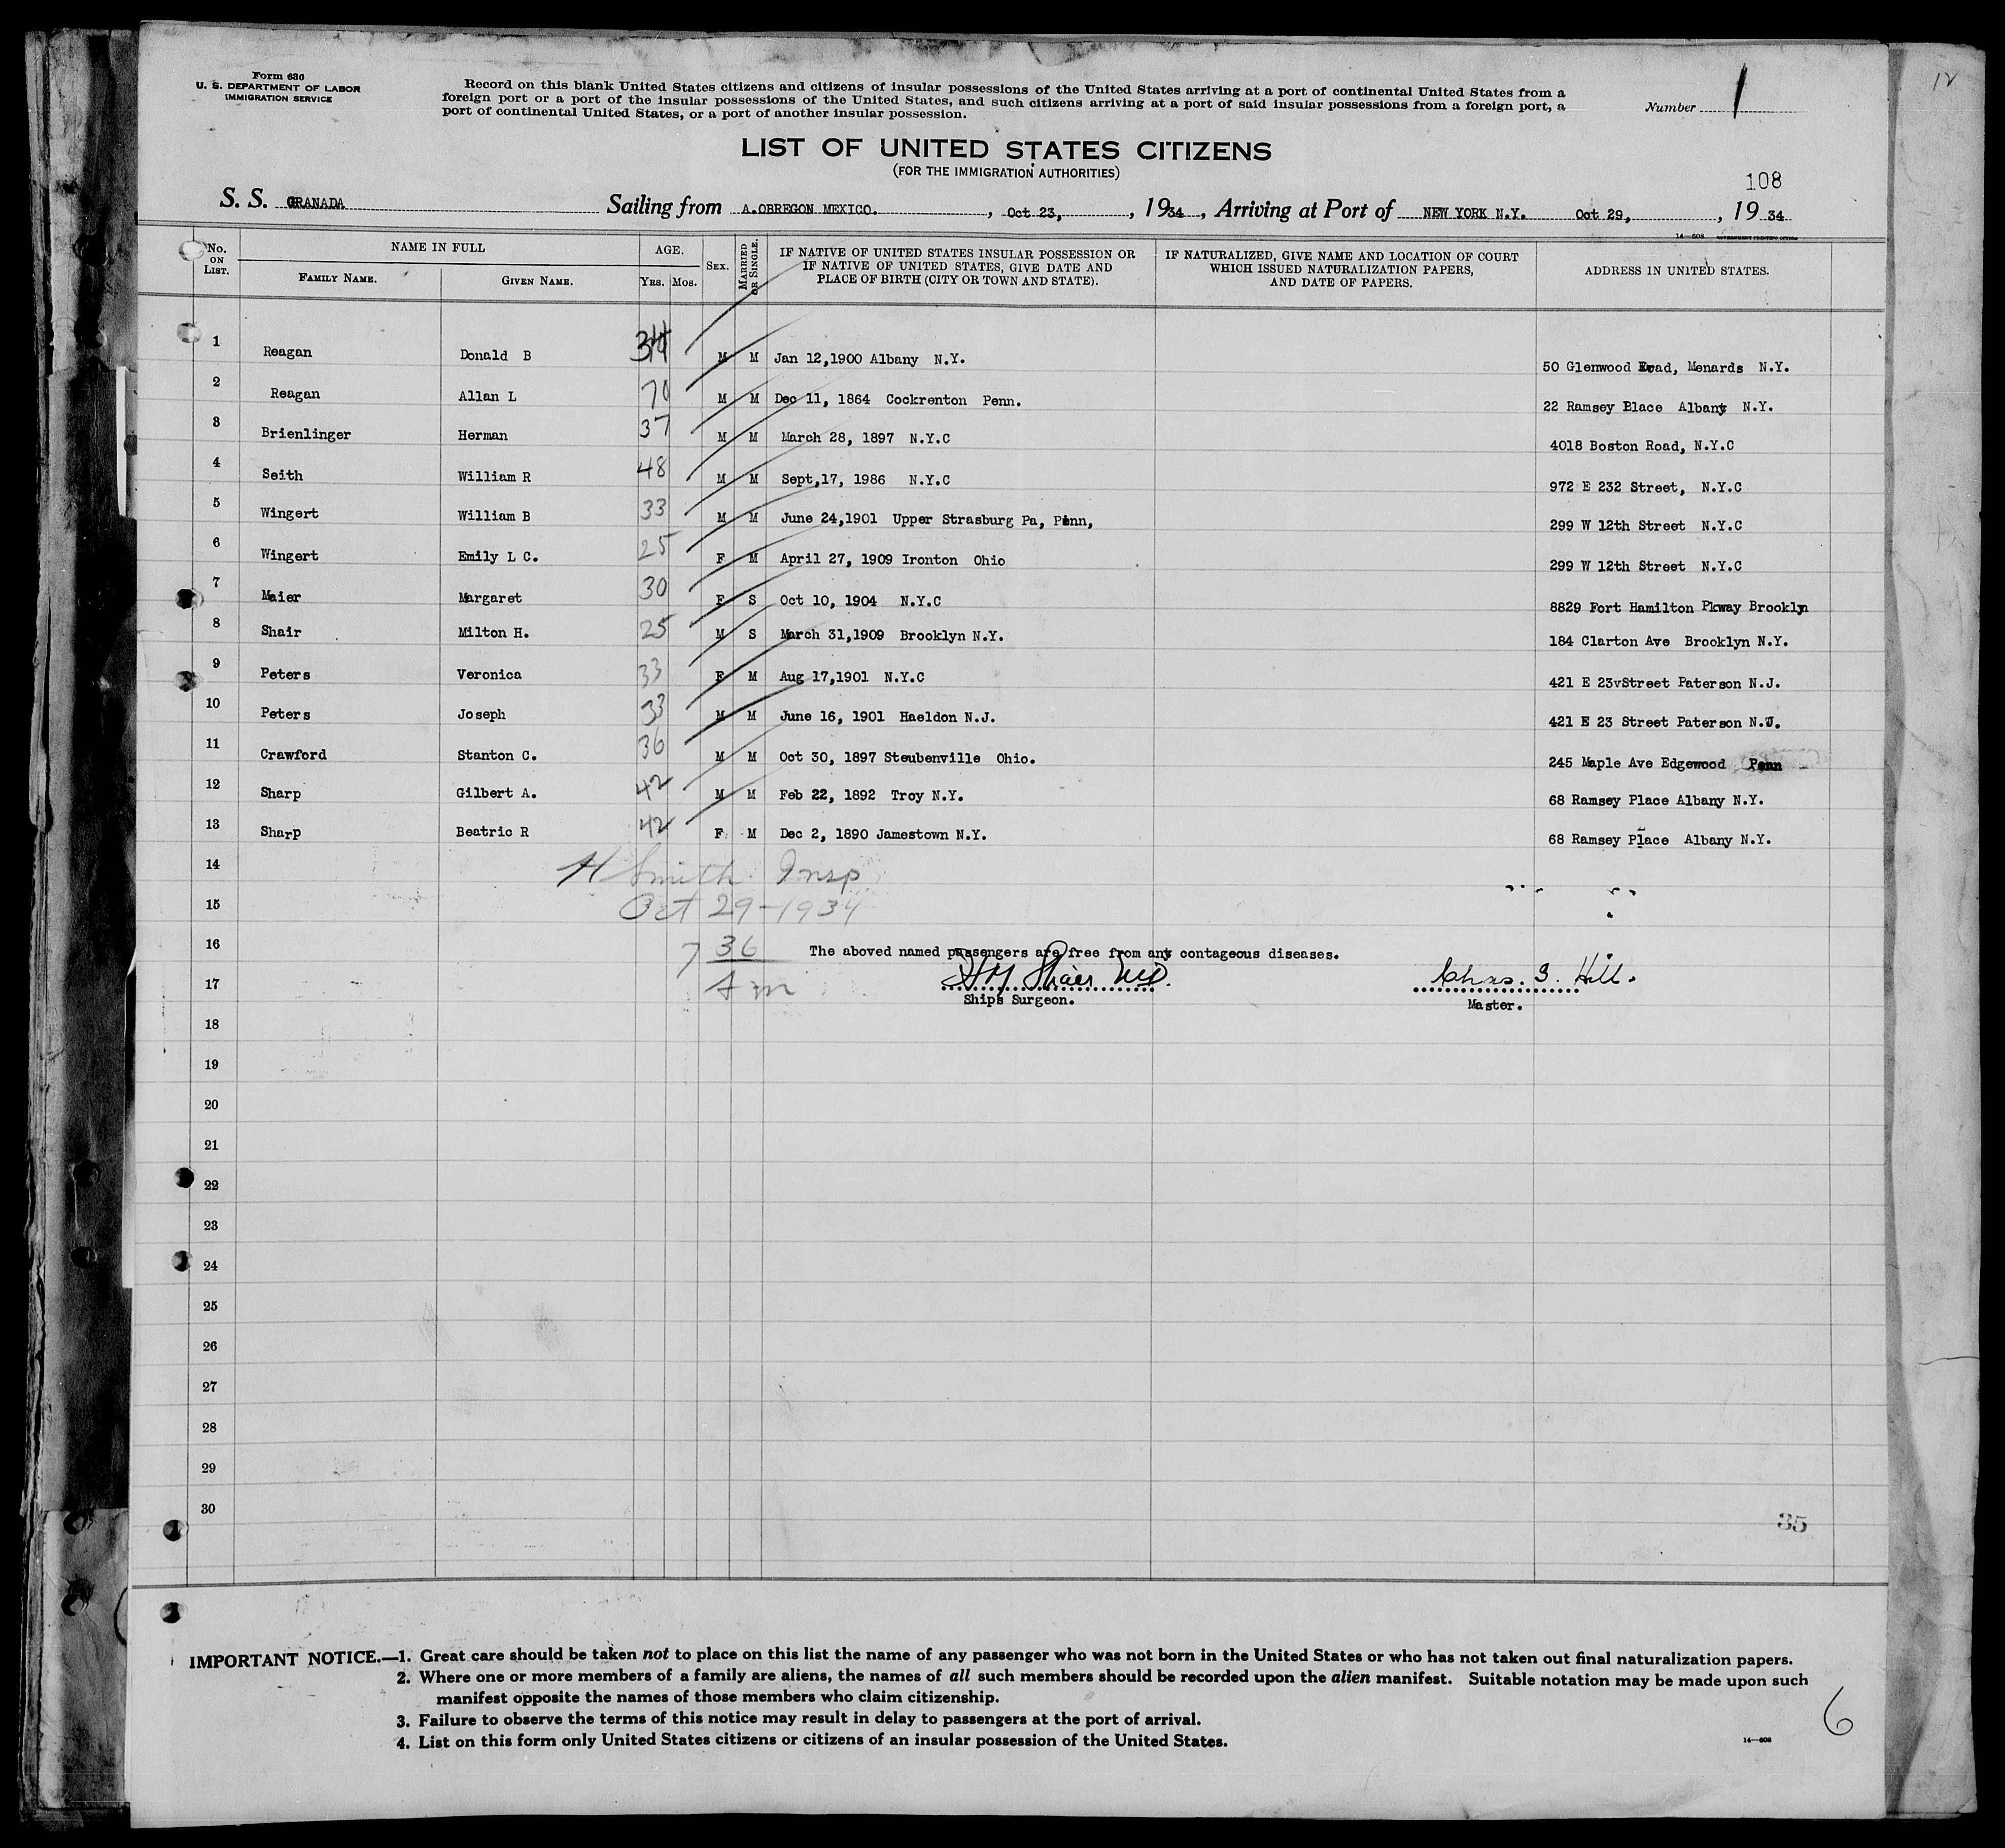 Form 630
U. S. DEPARTMENT OF LABOR
IMMIGRATION SERVICE
Record on this blank United States citizens and citizens of insular possessions of the United States arriving at a port of continental United States from a
foreign port or a port of the insular possessions of the United States, and such citizens arriving at a port of said insular possessions from a foreign port, a
port of continental United States, or a port of another insular possession.
Number 1
12
LIST OF UNITED STATES CITIZENS
(FOR THE IMMIGRATION AUTHORITIES)
108
S. S. GRANADA Sailing from A.OBREGON MEXICO. , Oct 23, , 1934 , Arriving at Port of NEW YORK N.Y. Oct 29, , 19 34
14—608 GOVERNMENT PRINTING OFFICE
No. ON LIST. NAME IN FULL FAMILY NAME. GIVEN NAME. AGE. YRS. MOS. SEX. MARRIED OR SINGLE. IF NATIVE OF UNITED STATES INSULAR POSSESSION OR IF NATIVE OF UNITED STATES, GIVE DATE AND PLACE OF BIRTH (CITY OR TOWN AND STATE). IF NATURALIZED, GIVE NAME AND LOCATION OF COURT WHICH ISSUED NATURALIZATION PAPERS, AND DATE OF PAPERS. ADDRESS IN UNITED STATES.
1 Reagan Donald B 34 M M Jan 12,1900 Albany N.Y. 50 Glenwood Road, Menards N.Y.
2 Reagan Allan L 70 M M Dec 11, 1864 Cockrenton Penn. 22 Ramsey Place Albany N.Y.
3 Brienlinger Herman 37 M M March 28, 1897 N.Y.C 4018 Boston Road, N.Y.C
4 Seith William R 48 M M Sept,17, 1986 N.Y.C 972 E 232 Street, N.Y.C
5 Wingert William B 33 M M June 24,1901 Upper Strasburg Pa, Penn, 299 W 12th Street N.Y.C
6 Wingert Emily L C. 25 F M April 27, 1909 Ironton Ohio 299 W 12th Street N.Y.C
7 Maier Margaret 30 F S Oct 10, 1904 N.Y.C 8829 Fort Hamilton Pkway Brooklyn
8 Shair Milton H. 25 M S March 31,1909 Brooklyn N.Y. 184 Clarton Ave Brooklyn N.Y.
9 Peters Veronica 33 F M Aug 17,1901 N.Y.C 421 E 23vStreet Paterson N.J.
10 Peters Joseph 33 M M June 16, 1901 Haeldon N.J. 421 E 23 Street Paterson N.J.
11 Crawford Stanton C. 36 M M Oct 30, 1897 Steubenville Ohio. 245 Maple Ave Edgewood Penn
12 Sharp Gilbert A. 42 M M Feb 22, 1892 Troy N.Y. 68 Ramsey Place Albany N.Y.
13 Sharp Beatric R 42 F M Dec 2, 1890 Jamestown N.Y. 68 Ramsey Place Albany N.Y.
14 H Smith Insp
15 Oct 29-1934
16 7 36 The aboved named passengers are free from any contageous diseases.
17 Am H M Shair MD. Chas. S. Hill.
Ships Surgeon. Master.
18
19
20
21
22
23
24
25
26
27
28
29
30
35
IMPORTANT NOTICE.—1. Great care should be taken not to place on this list the name of any passenger who was not born in the United States or who has not taken out final naturalization papers.
2. Where one or more members of a family are aliens, the names of all such members should be recorded upon the alien manifest. Suitable notation may be made upon such
manifest opposite the names of those members who claim citizenship.
3. Failure to observe the terms of this notice may result in delay to passengers at the port of arrival.
4. List on this form only United States citizens or citizens of an insular possession of the United States.
14—608
6